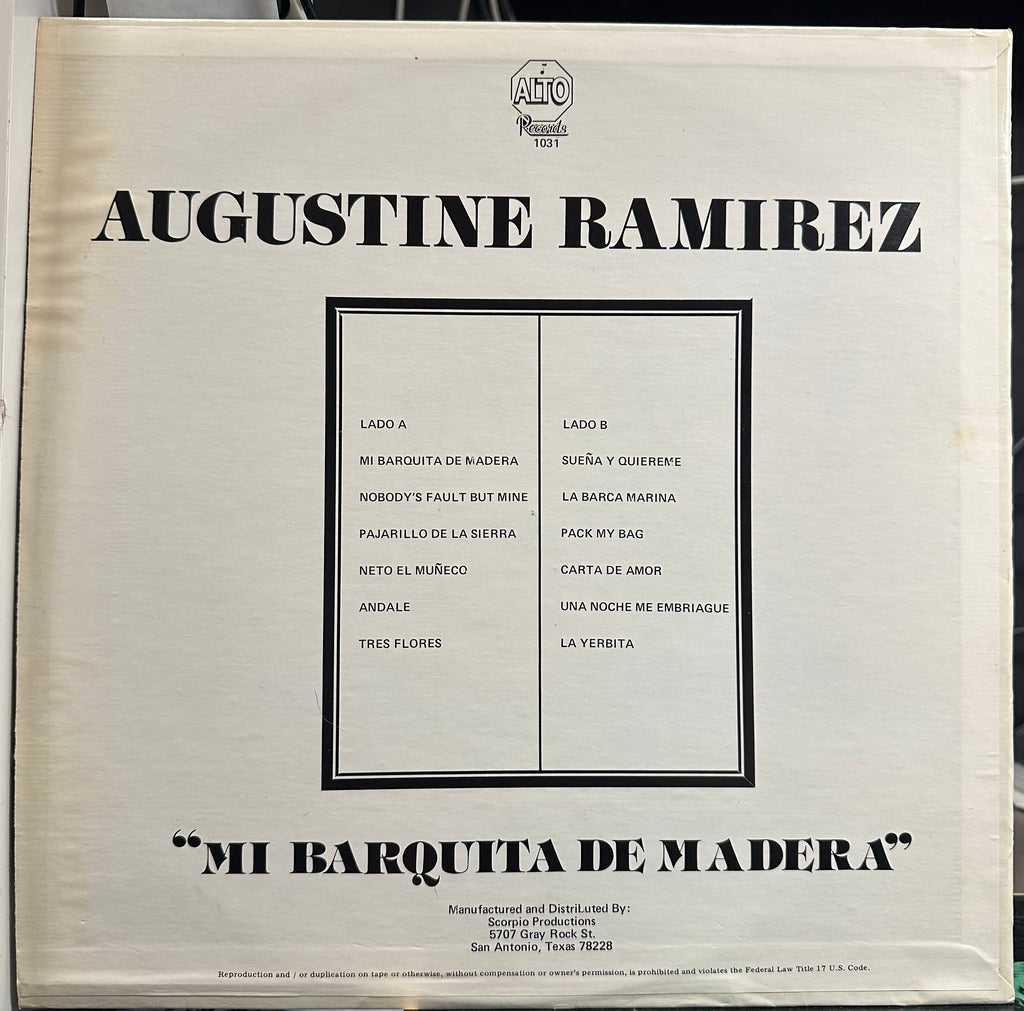 ALTO
Records
1031
AUGUSTINE RAMIREZ
LADO A
MI BARQUITA DE MADERA
NOBODY'S FAULT BUT MINE
PAJARILLO DE LA SIERRA
NETO EL MUÑECO
ANDALE
TRES FLORES
LADO B
SUEÑA Y QUIEREME
LA BARCA MARINA
PACK MY BAG
CARTA DE AMOR
UNA NOCHE ME EMBRIAGUE
LA YERBITA
“MI BARQUITA DE MADERA”
Manufactured and DistriLuted By:
Scorpio Productions
5707 Gray Rock St.
San Antonio, Texas 78228
Reproduction and / or duplication on tape or otherwise, without compensation or owner's permission, is prohibited and violates the Federal Law Title 17 U.S. Code.